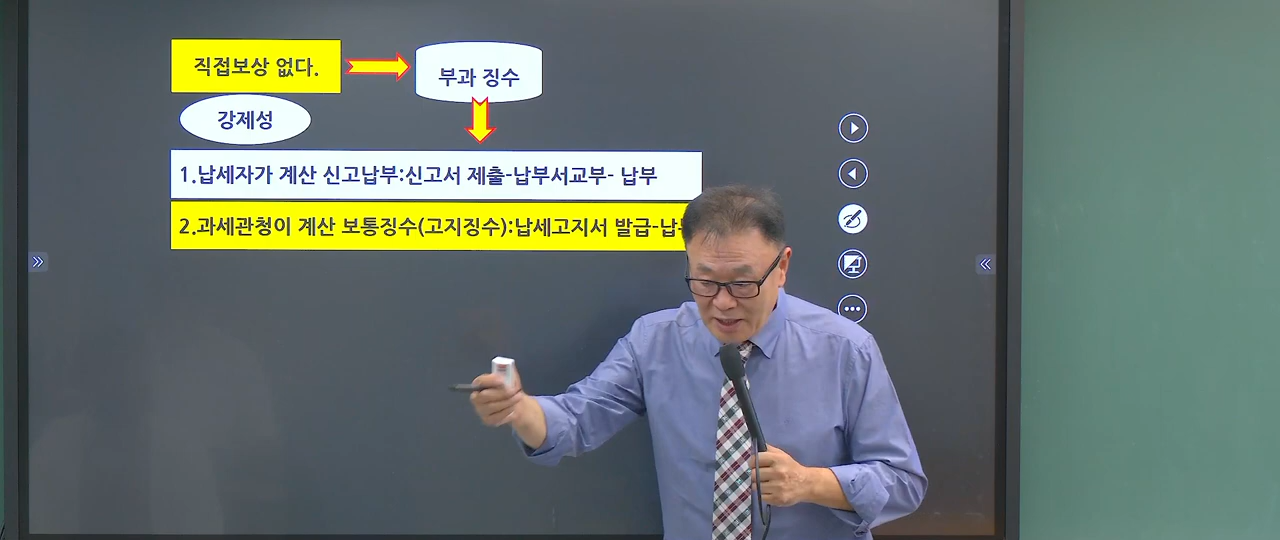 직접보상 없다.
부과 징수
강제성
1.납세자가 계산 신고납부:신고서 제출-납부서교부- 납부
2.과세관청이 계산 보통징수(고지징수):납세고지서 발급-납